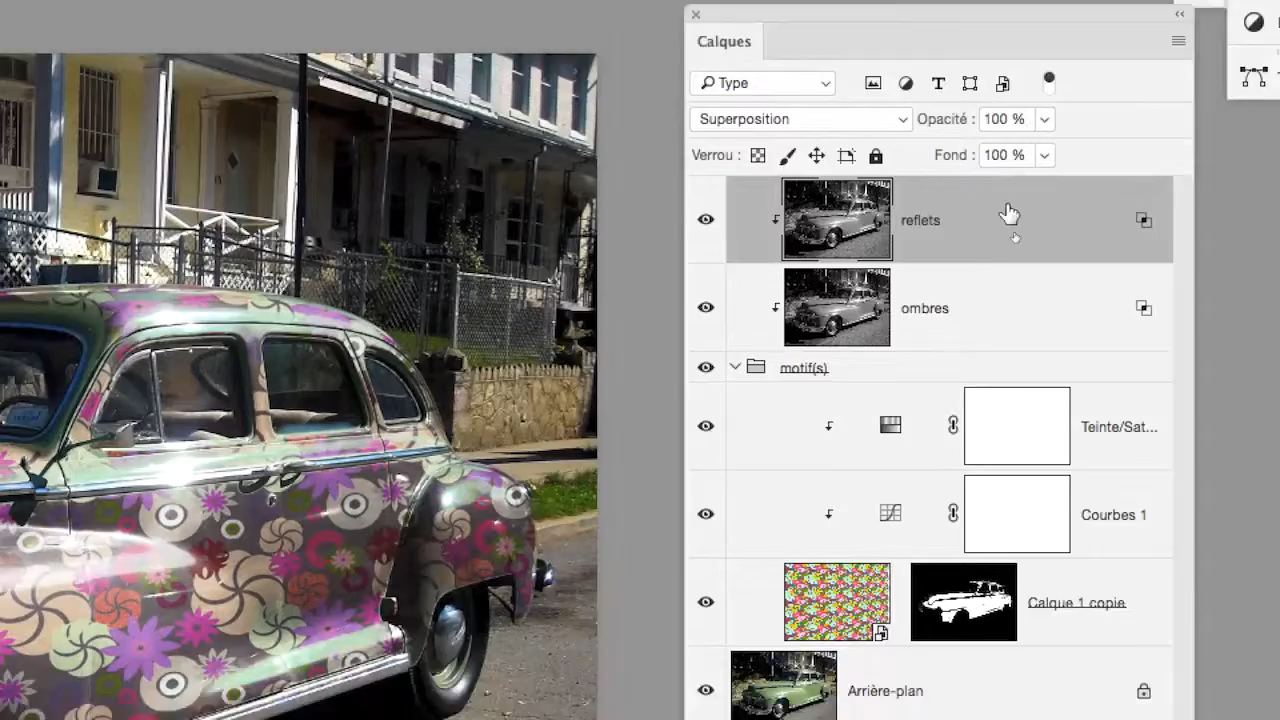 Calques
Type
Superposition
Opacité : 100 %
Verrou :
Fond : 100 %
reflets
ombres
motif(s)
Teinte/Sat...
Courbes 1
Calque 1 copie
Arrière-plan